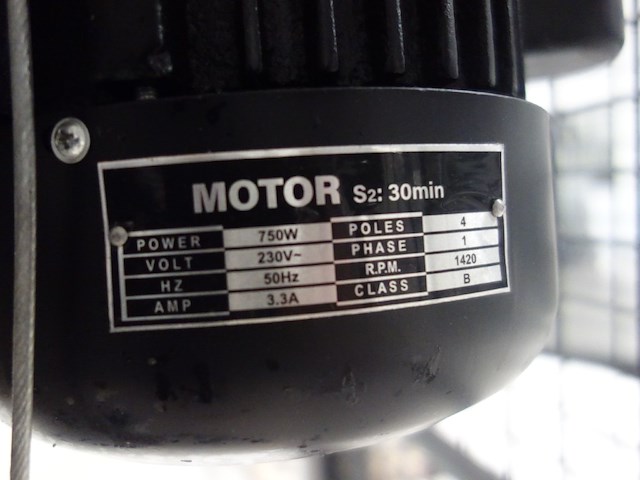 MOTOR S2: 30min
POWER 750W POLES 4
VOLT 230V~ PHASE 1
HZ 50Hz R.P.M. 1420
AMP 3.3A CLASS B